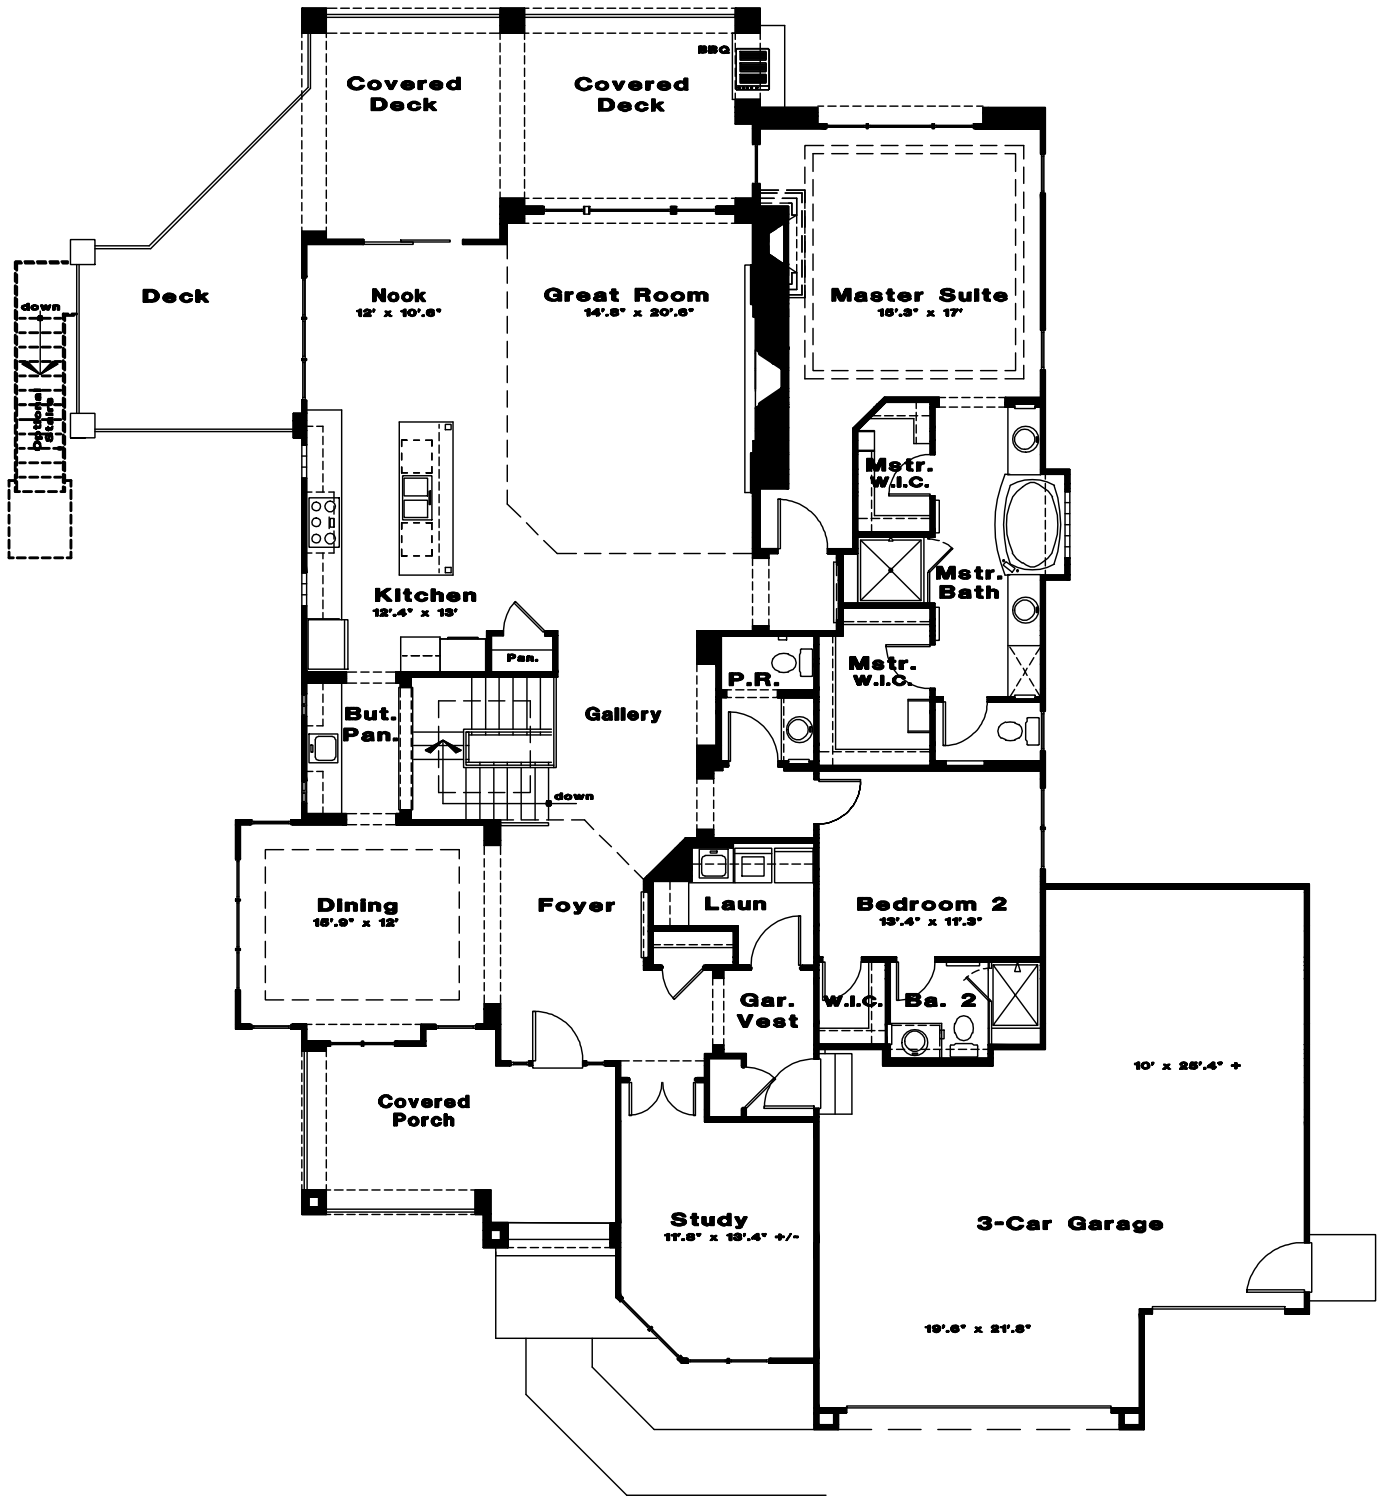 BBQ
Covered
Deck
Covered
Deck
Deck
Nook
12' x 10'.6"
Great Room
14'.8" x 20'.6"
Master Suite
15'.3" x 17'
down
Optional
Stairs
Mstr.
W.I.C.
Mstr.
Bath
Kitchen
12'.4" x 13'
Pan.
P.R.
Mstr.
W.I.C.
But.
Pan.
Gallery
down
Dining
15'.9" x 12'
Foyer
Laun
Bedroom 2
13'.4" x 11'.3"
Gar.
Vest
W.I.C.
Ba. 2
10' x 25'.4" +
Covered
Porch
Study
11'.8" x 13'.4" +/-
3-Car Garage
19'.6" x 21'.8"